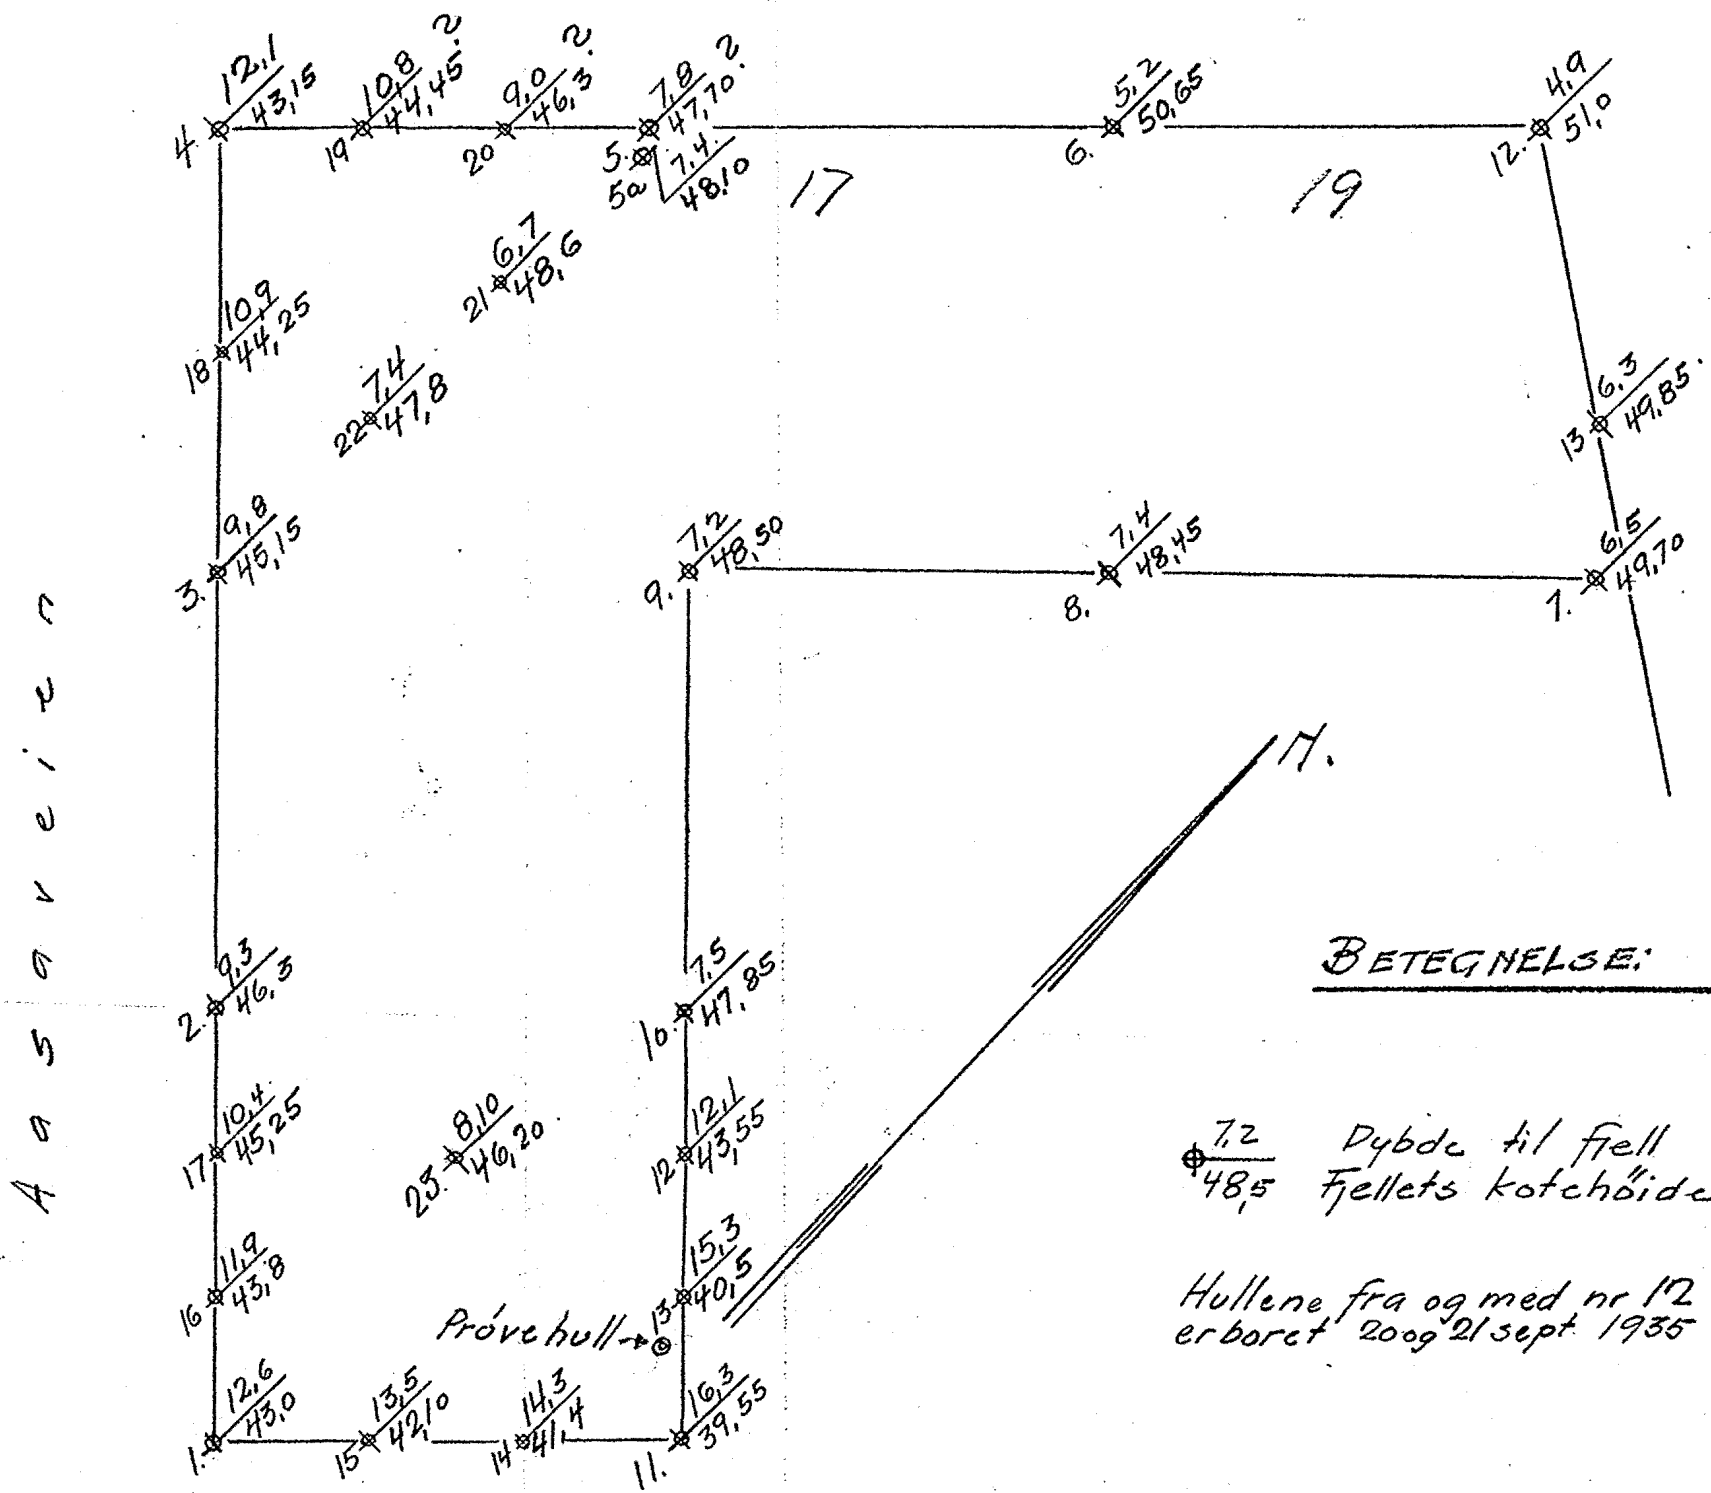 4. 12,1 43,15
19 10,8 44,45 ?
20 9,0 46,3 ?
5. 7,8 47,70 ?
5a 7,4 48,10
6. 5,2 50,65
12. 4,9 51,0
17
19
21 6,7 48,6
18 10,9 44,25
22 7,4 47,8
13 6,3 49,85
3. 9,8 45,15
9. 7,2 48,50
8. 7,4 48,45
7. 6,5 49,70
Aasaveien
N.
2. 9,3 46,3
10. 7,5 47,85
BETEGNELSE:
17 10,4 45,25
23. 8,10 46,20
12 12,1 43,55
7,2 Dybde til fjell
48,5 Fjellets kotehöide
16 11,9 43,8
13 15,3 40,5
Prövehull
Hullene fra og med nr 12
er boret 20 og 21 sept. 1935
1. 12,6 43,0
15 13,5 42,10
14 14,3 41,4
11. 16,3 39,55